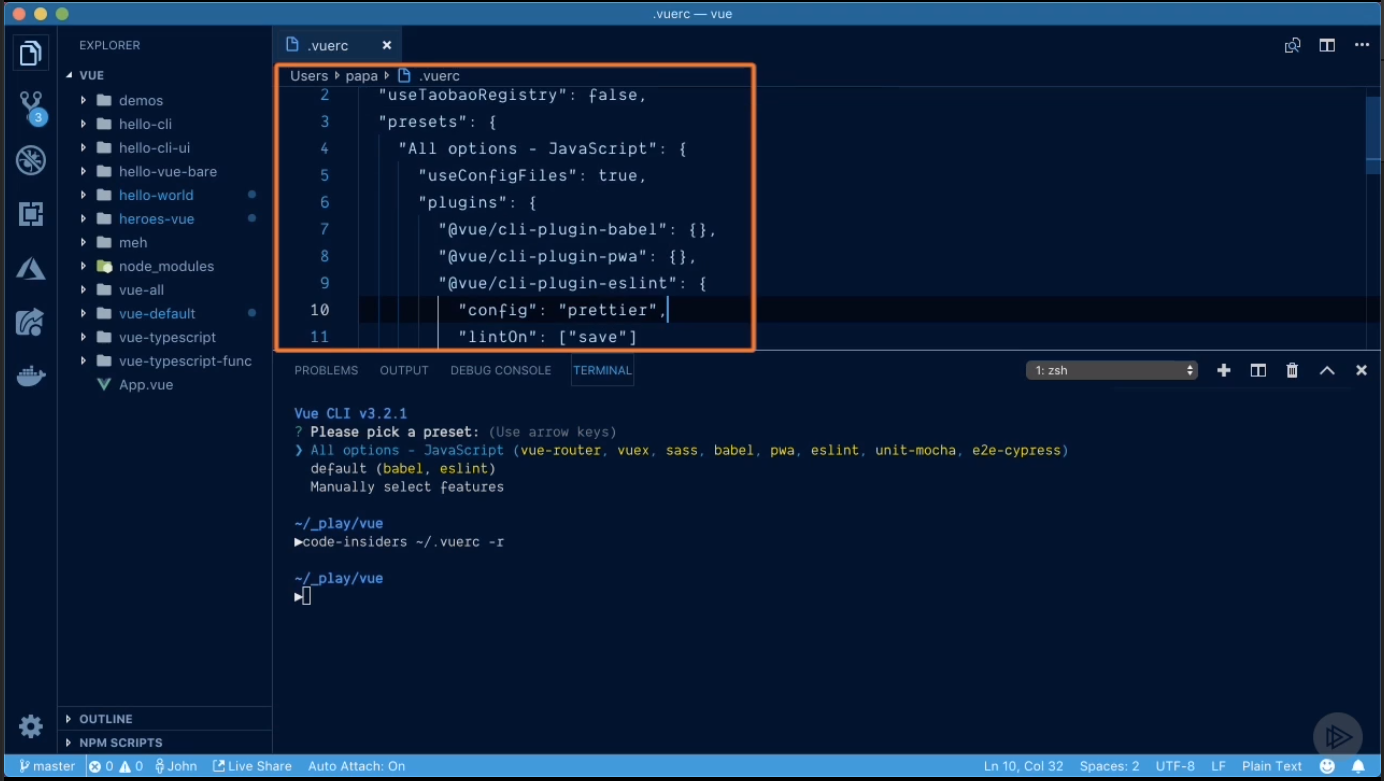 .vuerc — vue
EXPLORER
VUE
demos
hello-cli
hello-cli-ui
hello-vue-bare
hello-world
heroes-vue
meh
node_modules
vue-all
vue-default
vue-typescript
vue-typescript-func
App.vue
OUTLINE
NPM SCRIPTS
3
.vuerc
Users papa .vuerc
2 "useTaobaoRegistry": false,
3 "presets": {
4 "All options - JavaScript": {
5 "useConfigFiles": true,
6 "plugins": {
7 "@vue/cli-plugin-babel": {},
8 "@vue/cli-plugin-pwa": {},
9 "@vue/cli-plugin-eslint": {
10 "config": "prettier",
11 "lintOn": ["save"]
PROBLEMS OUTPUT DEBUG CONSOLE TERMINAL 1: zsh
Vue CLI v3.2.1
? Please pick a preset: (Use arrow keys)
❯ All options - JavaScript (vue-router, vuex, sass, babel, pwa, eslint, unit-mocha, e2e-cypress)
default (babel, eslint)
Manually select features
~/_play/vue
▶code-insiders ~/.vuerc -r
~/_play/vue
▶
master 0 0 John Live Share Auto Attach: On Ln 10, Col 32 Spaces: 2 UTF-8 LF Plain Text